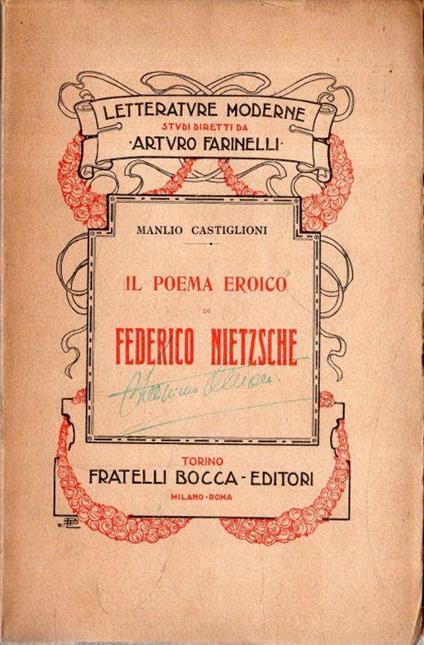 LETTERATVRE MODERNE
STVDI DIRETTI DA
·ARTVRO FARINELLI·
MANLIO CASTIGLIONI
IL POEMA EROICO
DI
FEDERICO NIETZSCHE
TORINO
FRATELLI BOCCA - EDITORI
MILANO · ROMA